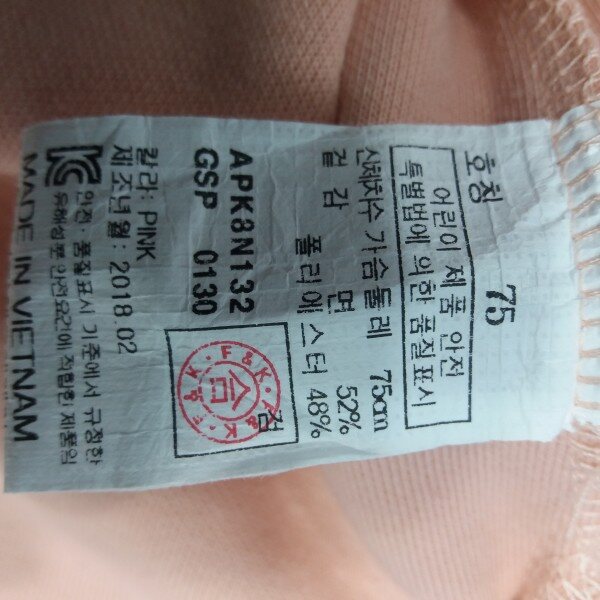 호칭 75
어린이 제품 안전
특별법에 의한 품질표시
신체치수 가슴둘레 75cm
겉 감 면 52%
폴리에스터 48%
APK8N132
GSP 0130
칼라: PINK
제조년월: 2018.02
안전·품질표시 기준에서 규정한
유해성분 안전요건에 적합한 제품임
MADE IN VIETNAM
검
F&K
합